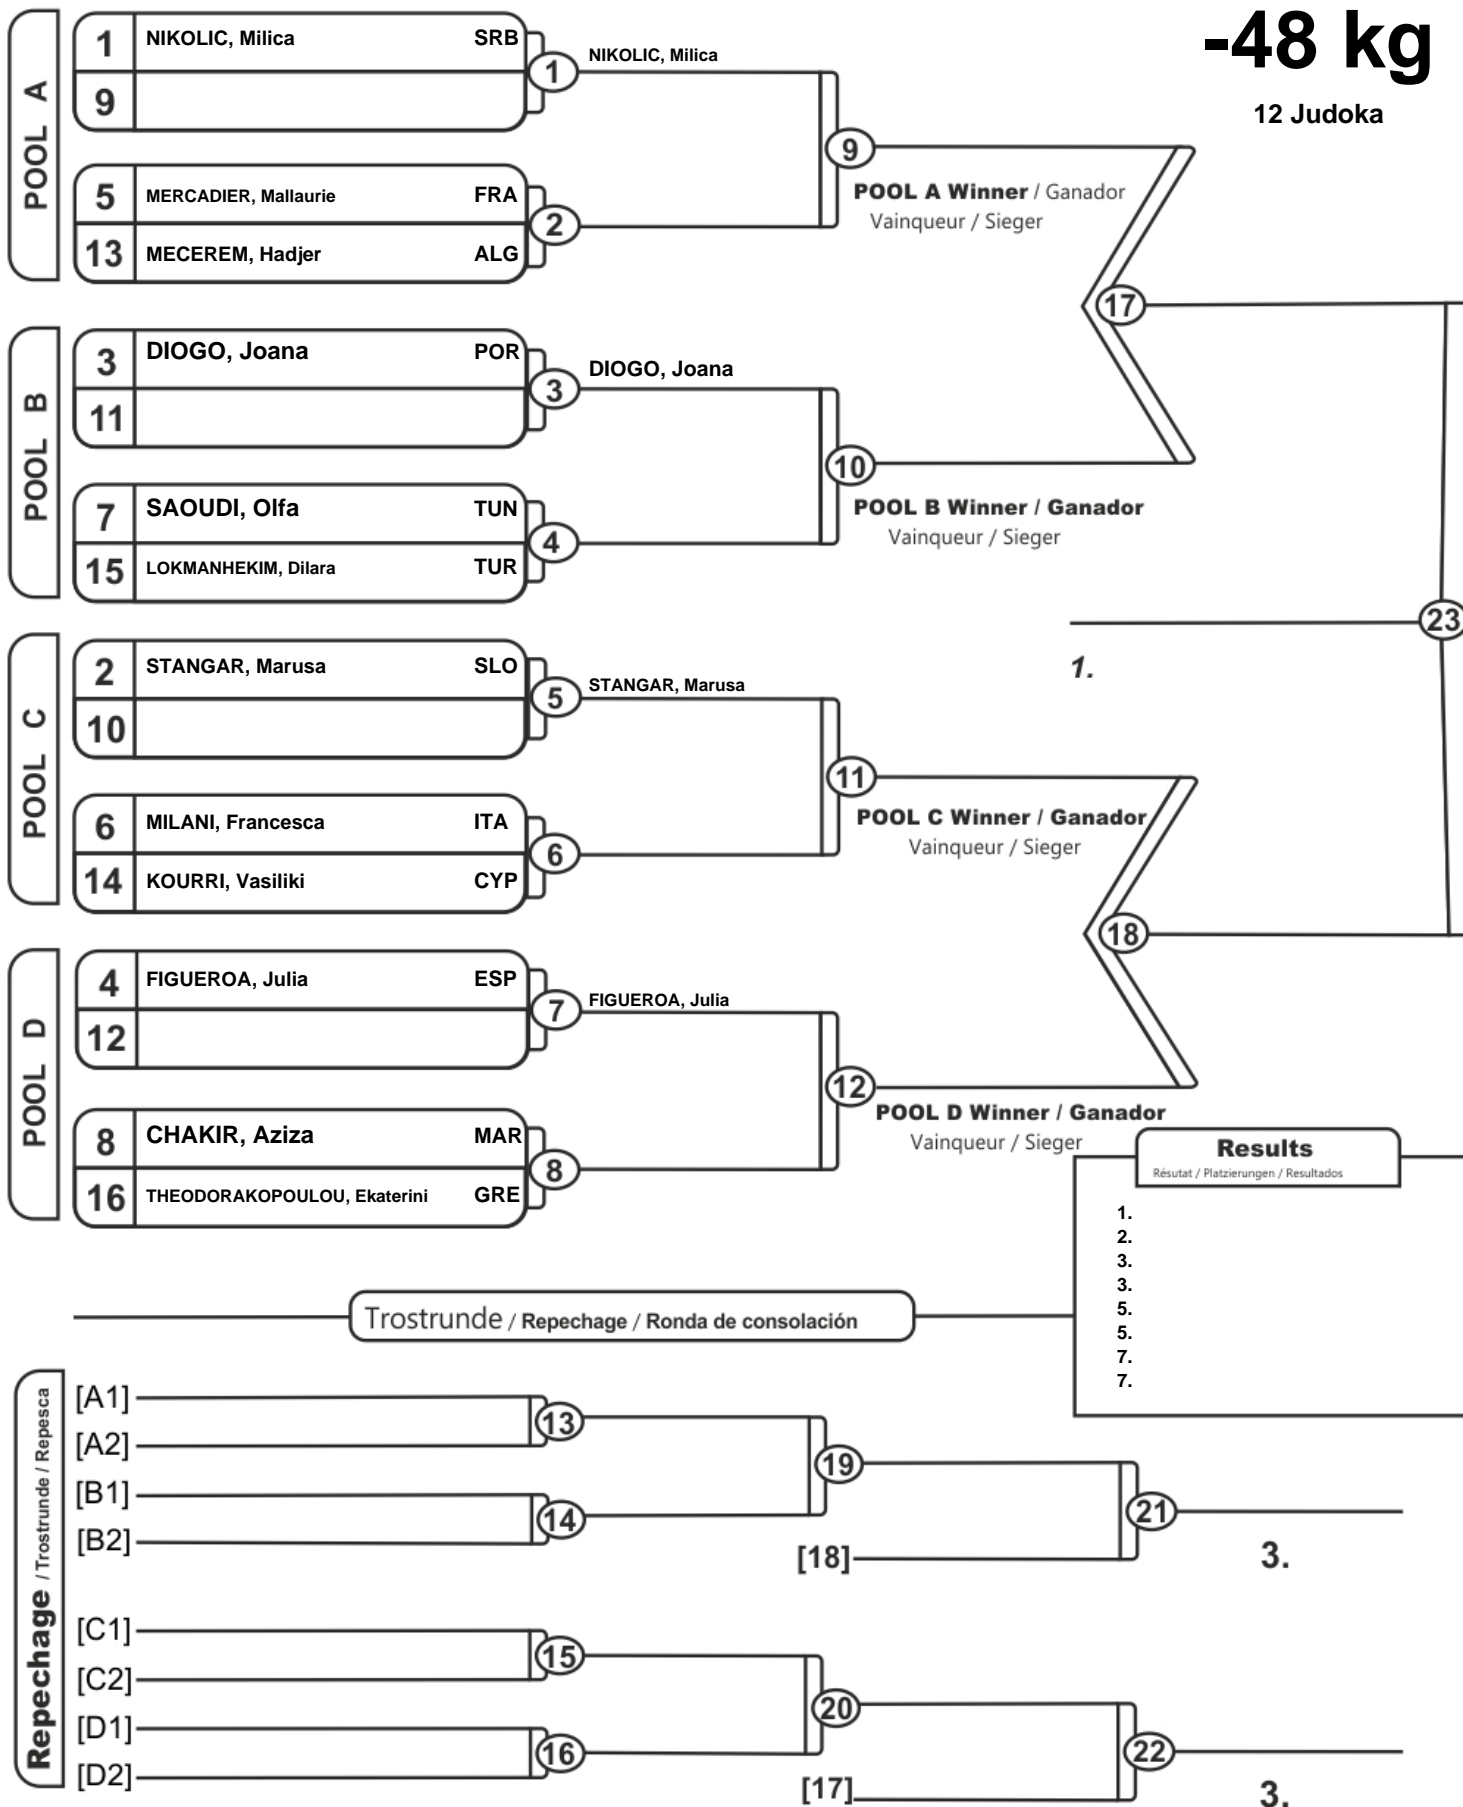 -48 kg
12 Judoka
POOL A
1 NIKOLIC, Milica SRB
9
1
NIKOLIC, Milica
5 MERCADIER, Mallaurie FRA
13 MECEREM, Hadjer ALG
2
9
POOL A Winner / Ganador
Vainqueur / Sieger
17
POOL B
3 DIOGO, Joana POR
11
3
DIOGO, Joana
7 SAOUDI, Olfa TUN
15 LOKMANHEKIM, Dilara TUR
4
10
POOL B Winner / Ganador
Vainqueur / Sieger
23
1.
POOL C
2 STANGAR, Marusa SLO
10
5
STANGAR, Marusa
6 MILANI, Francesca ITA
14 KOURRI, Vasiliki CYP
6
11
POOL C Winner / Ganador
Vainqueur / Sieger
18
POOL D
4 FIGUEROA, Julia ESP
12
7
FIGUEROA, Julia
8 CHAKIR, Aziza MAR
16 THEODORAKOPOULOU, Ekaterini GRE
8
12
POOL D Winner / Ganador
Vainqueur / Sieger
Results
Résutat / Platzierungen / Resultados
1.
2.
3.
3.
5.
5.
7.
7.
Trostrunde / Repechage / Ronda de consolación
Repechage / Trostrunde / Repesca
[A1]
[A2]
13
[B1]
[B2]
14
19
[18]
21
3.
[C1]
[C2]
15
[D1]
[D2]
16
20
[17]
22
3.